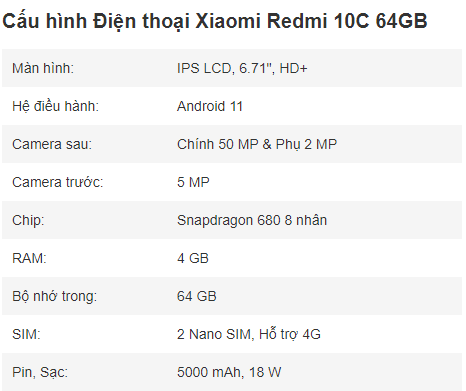 Cấu hình Điện thoại Xiaomi Redmi 10C 64GB
Màn hình: IPS LCD, 6.71", HD+
Hệ điều hành: Android 11
Camera sau: Chính 50 MP & Phụ 2 MP
Camera trước: 5 MP
Chip: Snapdragon 680 8 nhân
RAM: 4 GB
Bộ nhớ trong: 64 GB
SIM: 2 Nano SIM, Hỗ trợ 4G
Pin, Sạc: 5000 mAh, 18 W